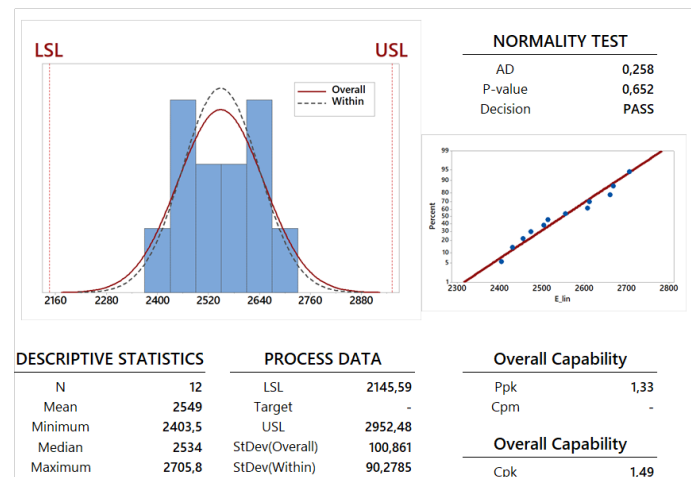 LSL USL
Overall
Within
2160 2280 2400 2520 2640 2760 2880
NORMALITY TEST
AD 0,258
P-value 0,652
Decision PASS
99
95
90
80
70
60
50
40
30
20
10
5
1
Percent
2300 2400 2500 2600 2700 2800
E_lin
DESCRIPTIVE STATISTICS
N 12
Mean 2549
Minimum 2403,5
Median 2534
Maximum 2705,8
PROCESS DATA
LSL 2145,59
Target -
USL 2952,48
StDev(Overall) 100,861
StDev(Within) 90,2785
Overall Capability
Ppk 1,33
Cpm -
Overall Capability
Cpk 1,49